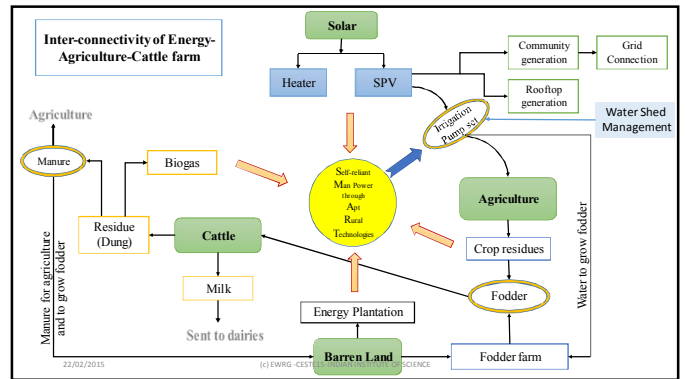 Inter-connectivity of Energy-
Agriculture-Cattle farm
Solar
Heater
SPV
Community
generation
Grid
Connection
Rooftop
generation
Irrigation
Pump set
Water Shed
Management
Agriculture
Manure
Biogas
Self-reliant
Man Power
through
Apt
Rural
Technologies
Agriculture
Residue
(Dung)
Cattle
Crop residues
Milk
Fodder
Energy Plantation
Sent to dairies
Barren Land
Fodder farm
Manure for agriculture
and to grow fodder
Water to grow fodder
22/02/2015
(c) EWRG -CESTE15-INDIAN INSTITUTE OF SCIENCE